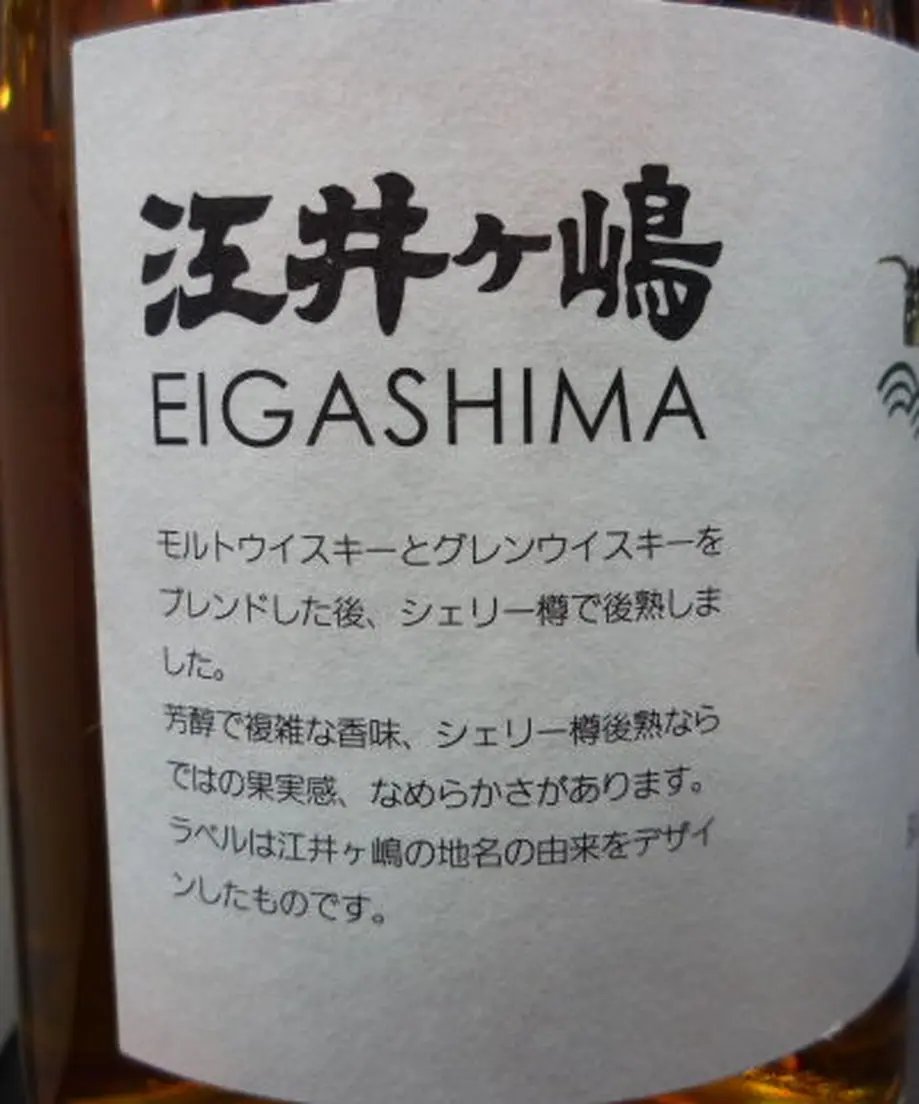 江井ヶ嶋
EIGASHIMA
モルトウイスキーとグレンウイスキーを
ブレンドした後、シェリー樽で後熟しま
した。
芳醇で複雑な香味、シェリー樽後熟なら
ではの果実感、なめらかさがあります。
ラベルは江井ヶ嶋の地名の由来をデザイ
ンしたものです。